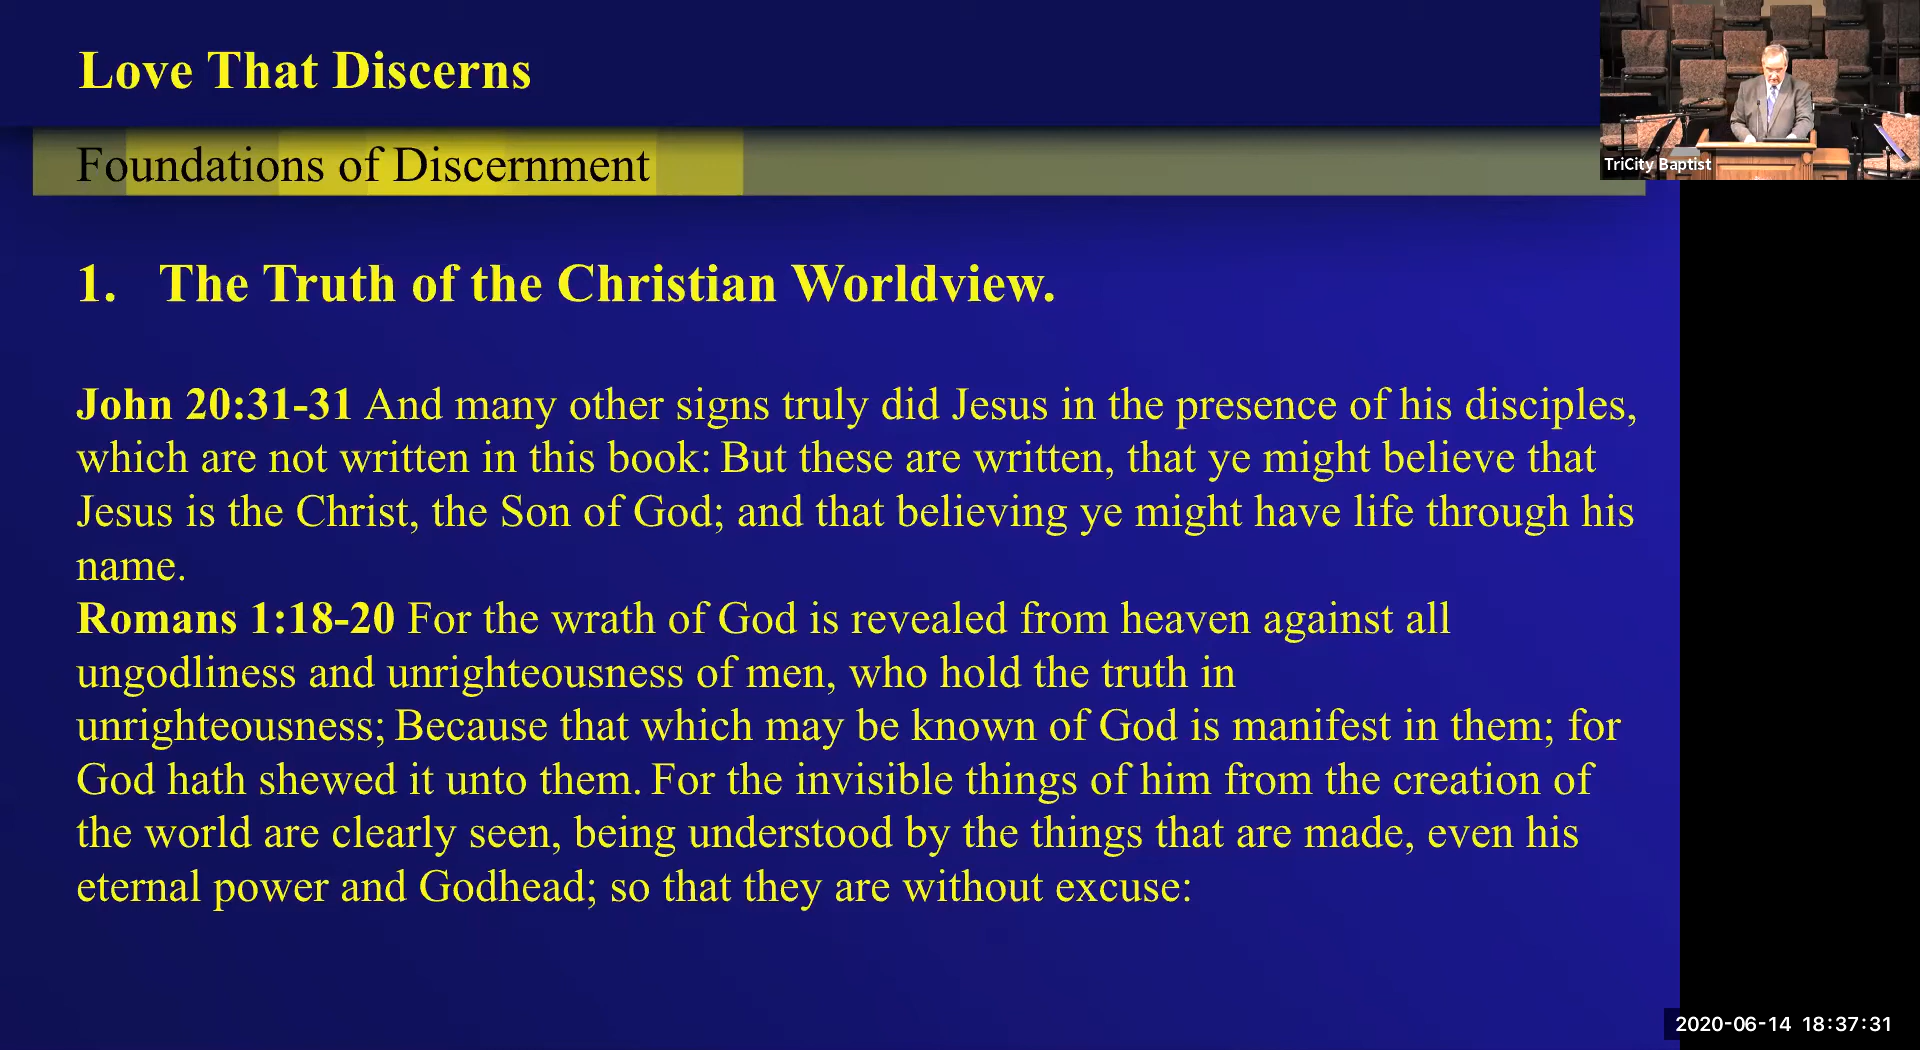 Love That Discerns
TriCity Baptist
Foundations of Discernment
1. The Truth of the Christian Worldview.
John 20:31-31 And many other signs truly did Jesus in the presence of his disciples,
which are not written in this book: But these are written, that ye might believe that
Jesus is the Christ, the Son of God; and that believing ye might have life through his
name.
Romans 1:18-20 For the wrath of God is revealed from heaven against all
ungodliness and unrighteousness of men, who hold the truth in
unrighteousness; Because that which may be known of God is manifest in them; for
God hath shewed it unto them. For the invisible things of him from the creation of
the world are clearly seen, being understood by the things that are made, even his
eternal power and Godhead; so that they are without excuse:
2020-06-14 18:37:31